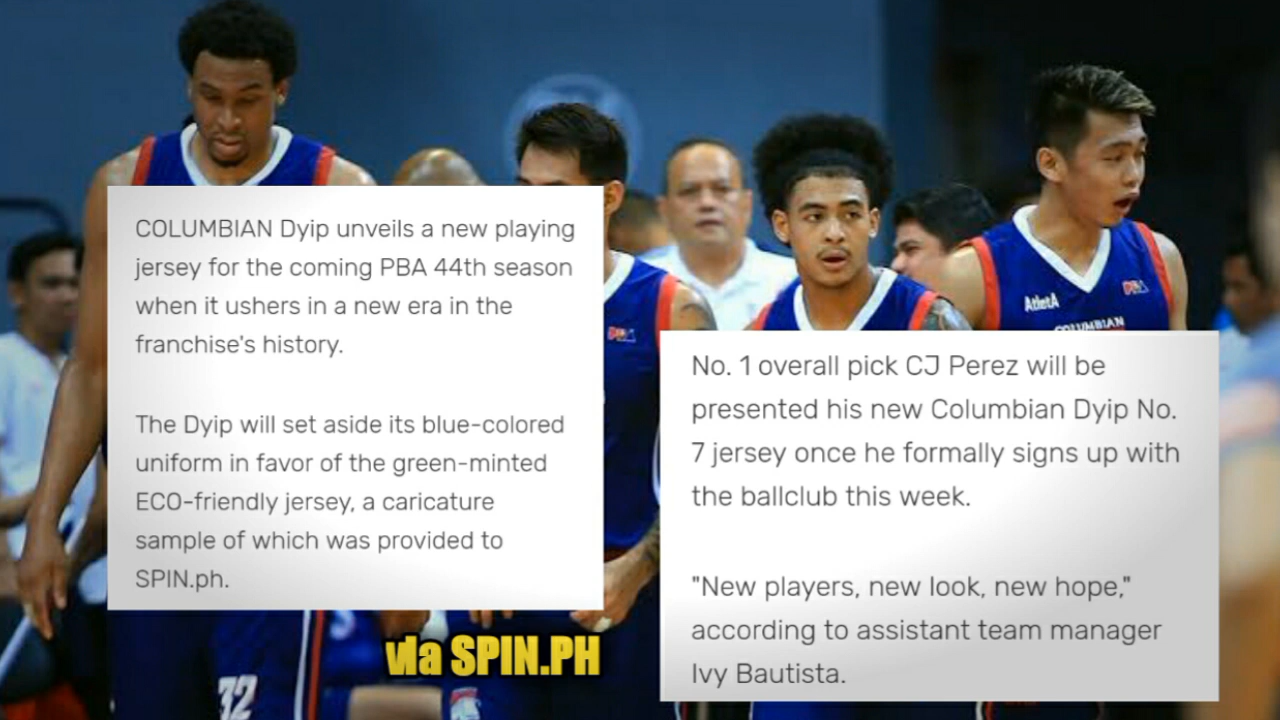 COLUMBIAN Dyip unveils a new playing
jersey for the coming PBA 44th season
when it ushers in a new era in the
franchise's history.
The Dyip will set aside its blue-colored
uniform in favor of the green-minted
ECO-friendly jersey, a caricature
sample of which was provided to
SPIN.ph.
No. 1 overall pick CJ Perez will be
presented his new Columbian Dyip No.
7 jersey once he formally signs up with
the ballclub this week.
"New players, new look, new hope,"
according to assistant team manager
Ivy Bautista.
via SPIN.PH
AtletA
PBA
COLUMBIAN
PBA
32